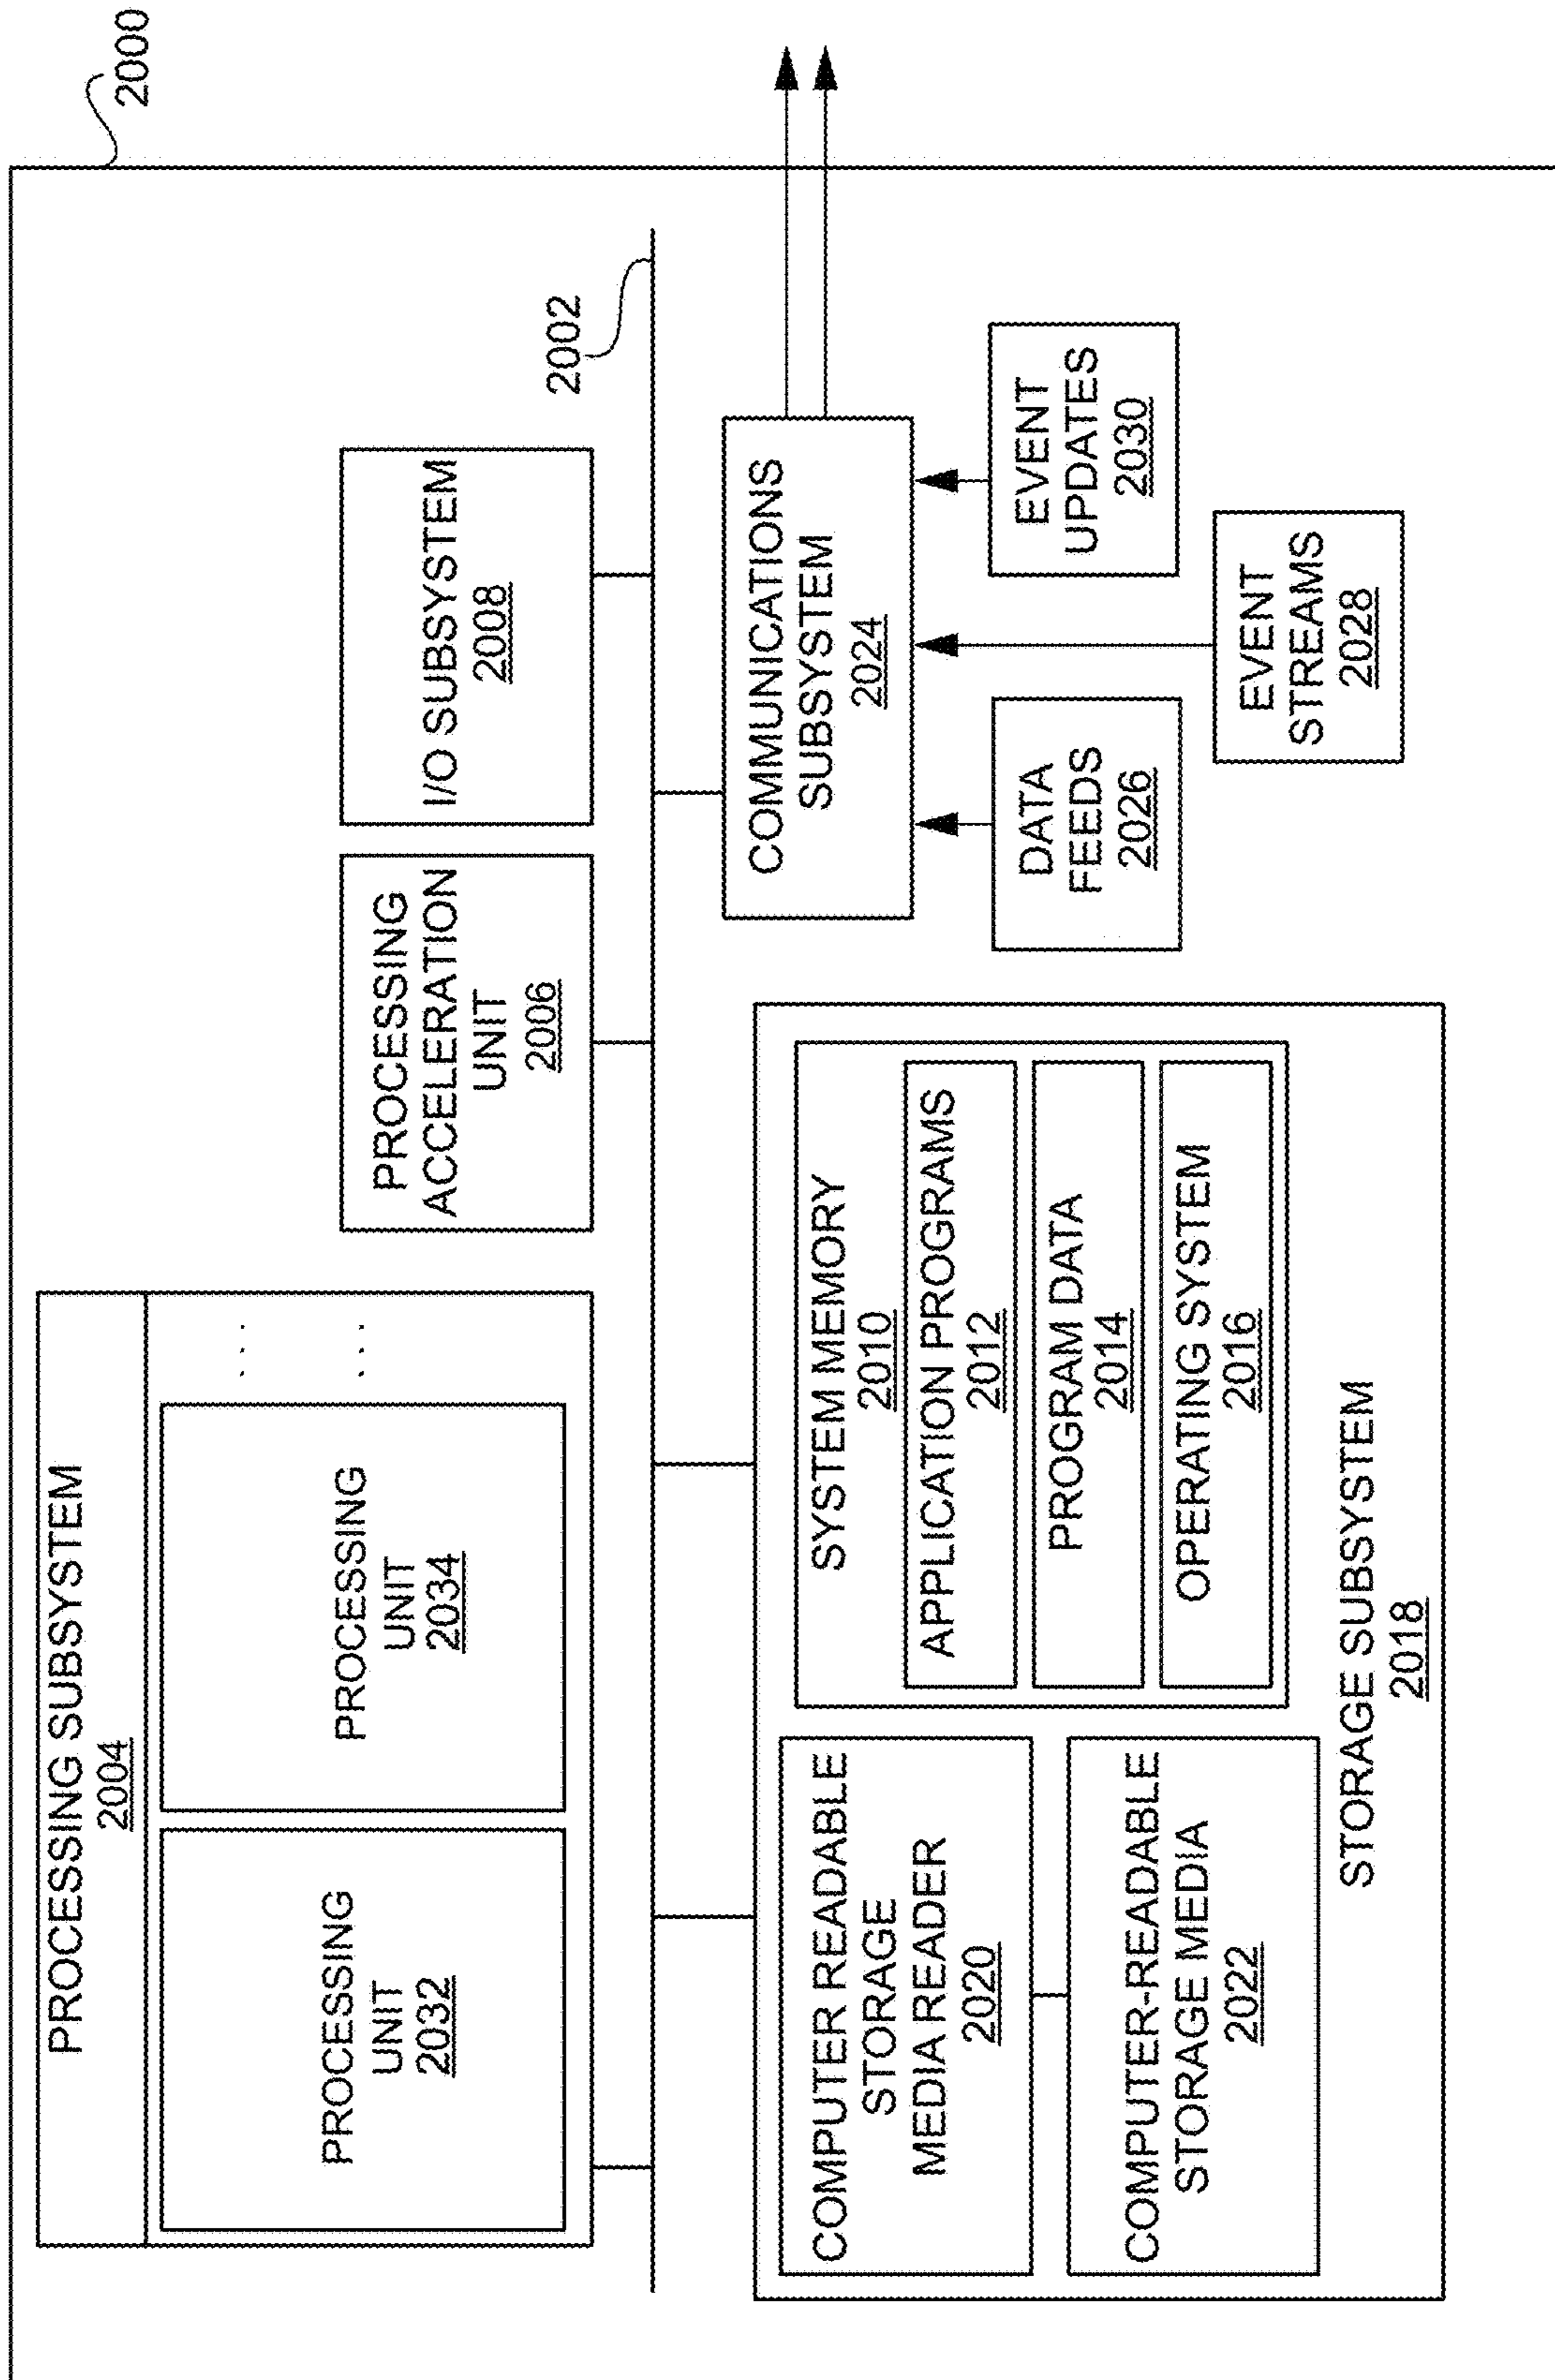 2000
PROCESSING SUBSYSTEM
2004
PROCESSING
UNIT
2032
PROCESSING
UNIT
2034
. . .
. . .
PROCESSING
ACCELERATION
UNIT
2006
I/O SUBSYSTEM
2008
2002
COMPUTER READABLE
STORAGE
MEDIA READER
2020
COMPUTER-READABLE
STORAGE MEDIA
2022
SYSTEM MEMORY
2010
APPLICATION PROGRAMS
2012
PROGRAM DATA
2014
OPERATING SYSTEM
2016
STORAGE SUBSYSTEM
2018
COMMUNICATIONS
SUBSYSTEM
2024
DATA
FEEDS
2026
EVENT
STREAMS
2028
EVENT
UPDATES
2030